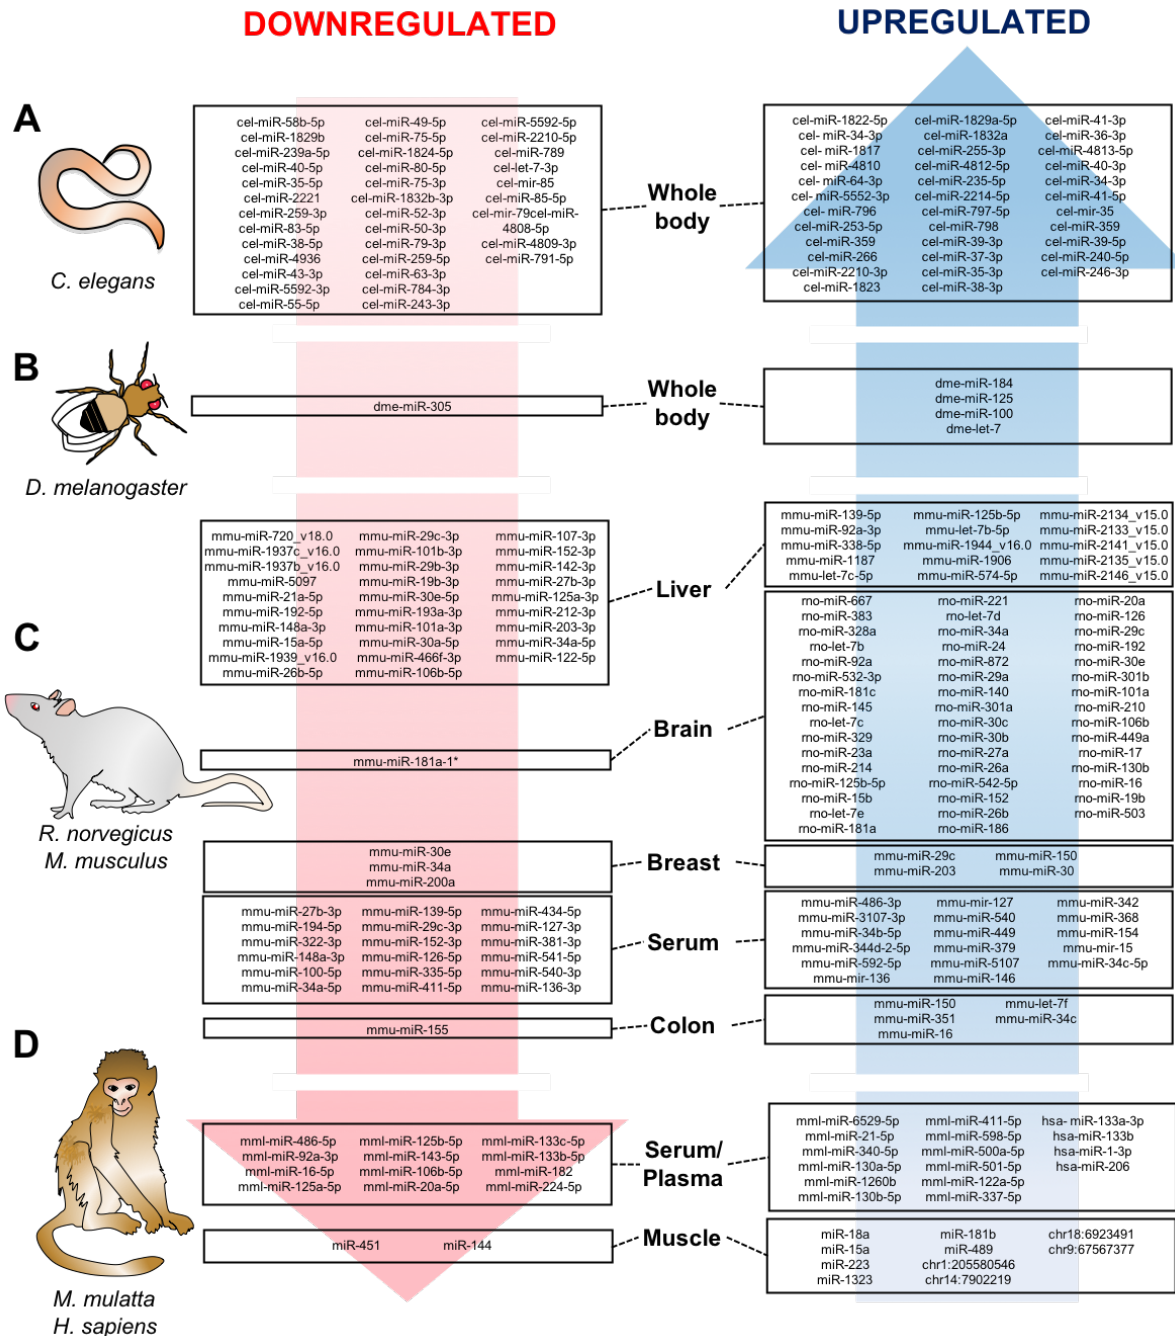 DOWNREGULATED
UPREGULATED
A
cel-miR-58b-5p cel-miR-49-5p cel-miR-5592-5p
cel-miR-1829b cel-miR-75-5p cel-miR-2210-5p
cel-miR-239a-5p cel-miR-1824-5p cel-miR-789
cel-miR-40-5p cel-miR-80-5p cel-let-7-3p
cel-miR-35-5p cel-miR-75-3p cel-mir-85
cel-miR-2221 cel-miR-1832b-3p cel-miR-85-5p
cel-miR-259-3p cel-miR-52-3p cel-mir-79cel-miR-
cel-miR-83-5p cel-miR-50-3p 4808-5p
cel-miR-38-5p cel-miR-79-3p cel-miR-4809-3p
cel-miR-4936 cel-miR-259-5p cel-miR-791-5p
cel-miR-43-3p cel-miR-63-3p
cel-miR-5592-3p cel-miR-784-3p
cel-miR-55-5p cel-miR-243-3p
Whole
body
cel-miR-1822-5p cel-miR-1829a-5p cel-miR-41-3p
cel- miR-34-3p cel-miR-1832a cel-miR-36-3p
cel- miR-1817 cel-miR-255-3p cel-miR-4813-5p
cel- miR-4810 cel-miR-4812-5p cel-miR-40-3p
cel- miR-64-3p cel-miR-235-5p cel-miR-34-3p
cel- miR-5552-3p cel-miR-2214-5p cel-miR-41-5p
cel- miR-796 cel-miR-797-5p cel-mir-35
cel-miR-253-5p cel-miR-798 cel-miR-359
cel-miR-359 cel-miR-39-3p cel-miR-39-5p
cel-miR-266 cel-miR-37-3p cel-miR-240-5p
cel-miR-2210-3p cel-miR-35-3p cel-miR-246-3p
cel-miR-1823 cel-miR-38-3p
C. elegans
B
dme-miR-305
Whole
body
dme-miR-184
dme-miR-125
dme-miR-100
dme-let-7
D. melanogaster
C
mmu-miR-720_v18.0 mmu-miR-29c-3p mmu-miR-107-3p
mmu-miR-1937c_v16.0 mmu-miR-101b-3p mmu-miR-152-3p
mmu-miR-1937b_v16.0 mmu-miR-29b-3p mmu-miR-142-3p
mmu-miR-5097 mmu-miR-19b-3p mmu-miR-27b-3p
mmu-miR-21a-5p mmu-miR-30e-5p mmu-miR-125a-3p
mmu-miR-192-5p mmu-miR-193a-3p mmu-miR-212-3p
mmu-miR-148a-3p mmu-miR-101a-3p mmu-miR-203-3p
mmu-miR-15a-5p mmu-miR-30a-5p mmu-miR-34a-5p
mmu-miR-1939_v16.0 mmu-miR-466f-3p mmu-miR-122-5p
mmu-miR-26b-5p mmu-miR-106b-5p
Liver
mmu-miR-139-5p mmu-miR-125b-5p mmu-miR-2134_v15.0
mmu-miR-92a-3p mmu-let-7b-5p mmu-miR-2133_v15.0
mmu-miR-338-5p mmu-miR-1944_v16.0 mmu-miR-2141_v15.0
mmu-miR-1187 mmu-miR-1906 mmu-miR-2135_v15.0
mmu-let-7c-5p mmu-miR-574-5p mmu-miR-2146_v15.0
mmu-miR-181a-1*
Brain
rno-miR-667 rno-miR-221 rno-miR-20a
rno-miR-383 rno-let-7d rno-miR-126
rno-miR-328a rno-miR-34a rno-miR-29c
rno-let-7b rno-miR-24 rno-miR-192
rno-miR-92a rno-miR-872 rno-miR-30e
rno-miR-532-3p rno-miR-29a rno-miR-301b
rno-miR-181c rno-miR-140 rno-miR-101a
rno-miR-145 rno-miR-301a rno-miR-210
rno-let-7c rno-miR-30c rno-miR-106b
rno-miR-329 rno-miR-30b rno-miR-449a
rno-miR-23a rno-miR-27a rno-miR-17
rno-miR-214 rno-miR-26a rno-miR-130b
rno-miR-125b-5p rno-miR-542-5p rno-miR-16
rno-miR-15b rno-miR-152 rno-miR-19b
rno-let-7e rno-miR-26b rno-miR-503
rno-miR-181a rno-miR-186
R. norvegicus
M. musculus
mmu-miR-30e
mmu-miR-34a
mmu-miR-200a
Breast
mmu-miR-29c mmu-miR-150
mmu-miR-203 mmu-miR-30
mmu-miR-27b-3p mmu-miR-139-5p mmu-miR-434-5p
mmu-miR-194-5p mmu-miR-29c-3p mmu-miR-127-3p
mmu-miR-322-3p mmu-miR-152-3p mmu-miR-381-3p
mmu-miR-148a-3p mmu-miR-126-5p mmu-miR-541-5p
mmu-miR-100-5p mmu-miR-335-5p mmu-miR-540-3p
mmu-miR-34a-5p mmu-miR-411-5p mmu-miR-136-3p
Serum
mmu-miR-486-3p mmu-mir-127 mmu-miR-342
mmu-miR-3107-3p mmu-miR-540 mmu-miR-368
mmu-miR-34b-5p mmu-miR-449 mmu-miR-154
mmu-miR-344d-2-5p mmu-miR-379 mmu-mir-15
mmu-miR-592-5p mmu-miR-5107 mmu-miR-34c-5p
mmu-mir-136 mmu-miR-146
mmu-miR-155
Colon
mmu-miR-150 mmu-let-7f
mmu-miR-351 mmu-miR-34c
mmu-miR-16
D
mml-miR-486-5p mml-miR-125b-5p mml-miR-133c-5p
mml-miR-92a-3p mml-miR-143-5p mml-miR-133b-5p
mml-miR-16-5p mml-miR-106b-5p mml-miR-182
mml-miR-125a-5p mml-miR-20a-5p mml-miR-224-5p
Serum/
Plasma
mml-miR-6529-5p mml-miR-411-5p hsa- miR-133a-3p
mml-miR-21-5p mml-miR-598-5p hsa-miR-133b
mml-miR-340-5p mml-miR-500a-5p hsa-miR-1-3p
mml-miR-130a-5p mml-miR-501-5p hsa-miR-206
mml-miR-1260b mml-miR-122a-5p
mml-miR-130b-5p mml-miR-337-5p
miR-451 miR-144
Muscle
miR-18a miR-181b chr18:6923491
miR-15a miR-489 chr9:67567377
miR-223 chr1:205580546
miR-1323 chr14:7902219
M. mulatta
H. sapiens